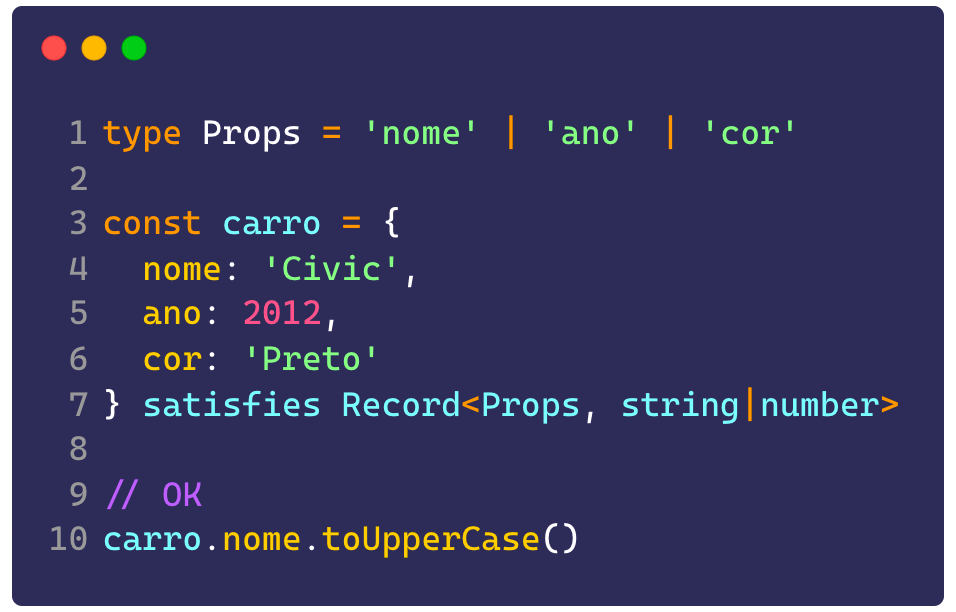 1 type Props = 'nome' | 'ano' | 'cor'
2
3 const carro = {
4   nome: 'Civic',
5   ano: 2012,
6   cor: 'Preto'
7 } satisfies Record<Props, string|number>
8
9 // OK
10 carro.nome.toUpperCase()